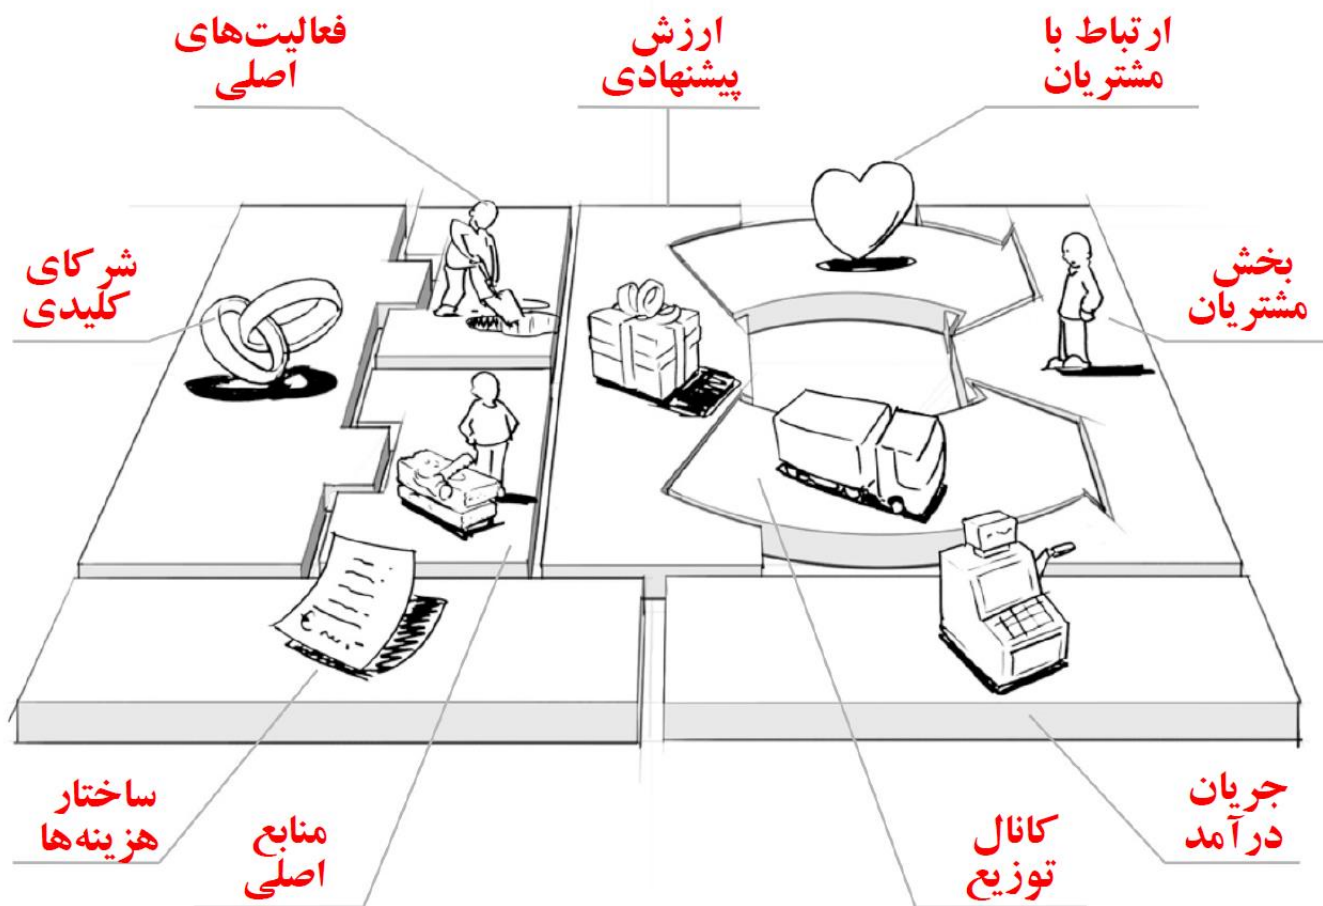 ارتباط با
مشتریان
ارزش
پیشنهادی
فعالیت‌های
اصلی
بخش
مشتریان
شرکای
کلیدی
جریان
درآمد
کانال
توزیع
منابع
اصلی
ساختار
هزینه‌ها